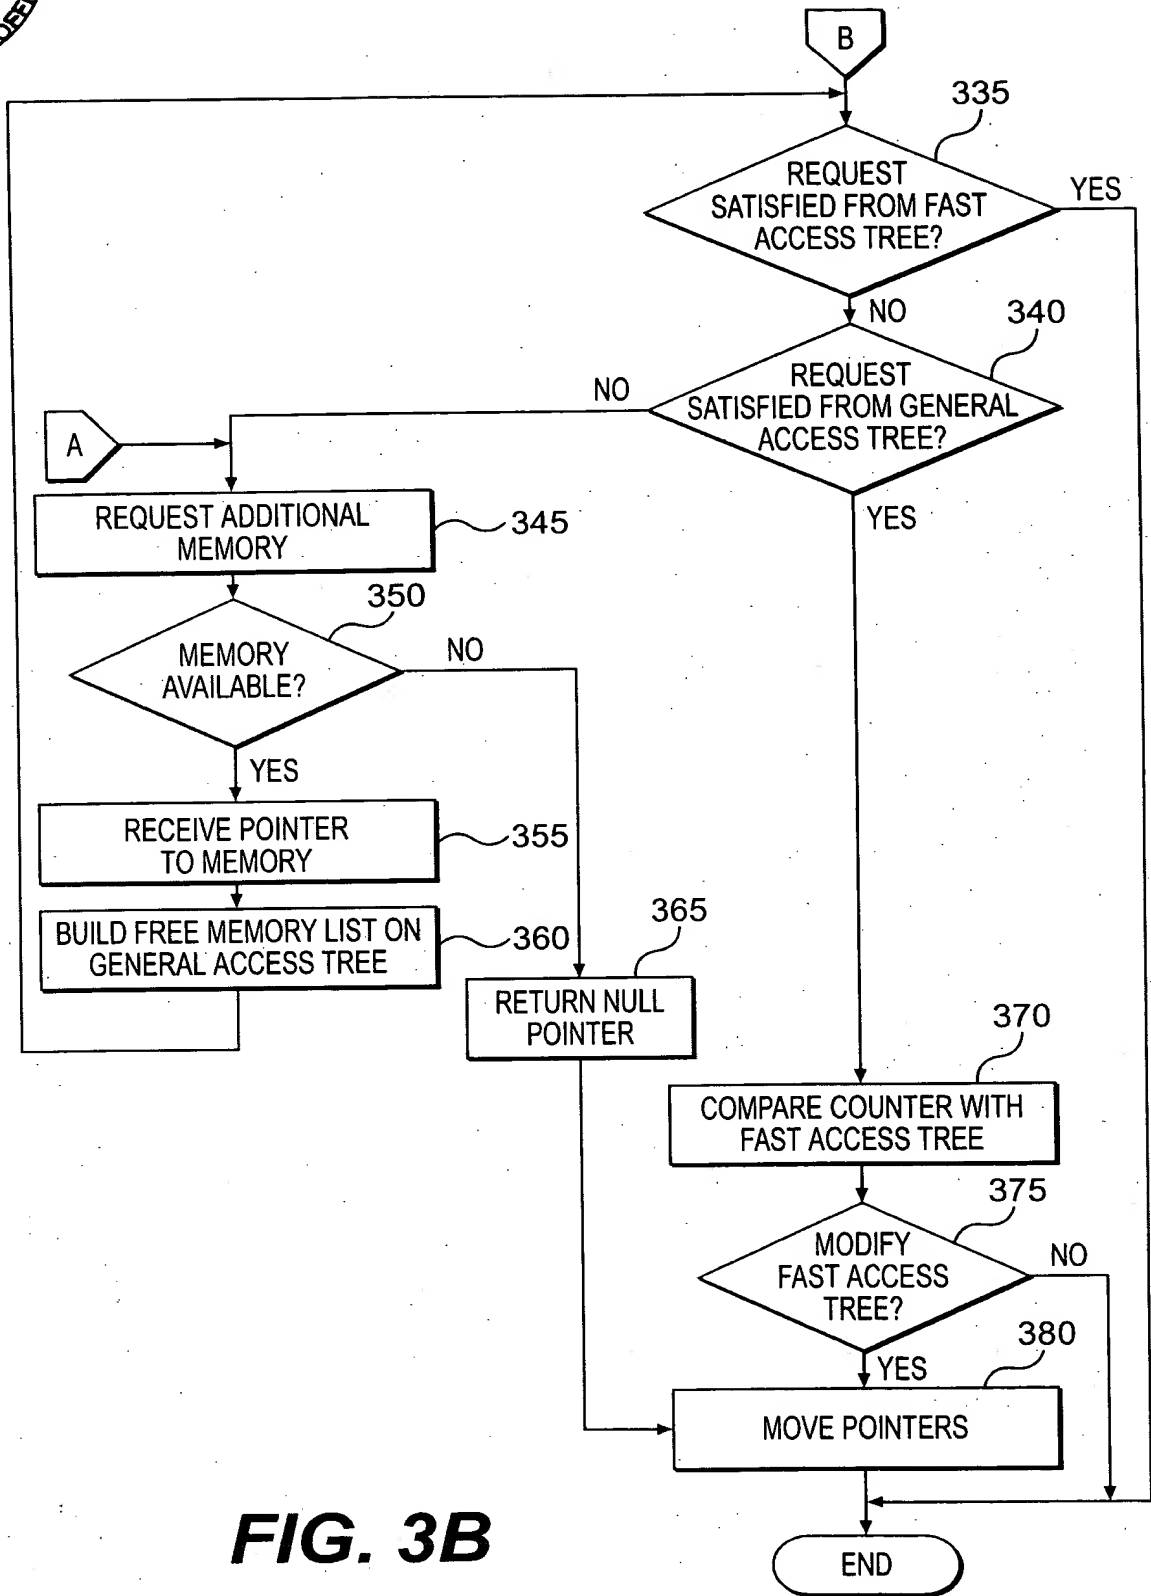 B
335
REQUEST
SATISFIED FROM FAST
ACCESS TREE?
YES
NO
340
REQUEST
SATISFIED FROM GENERAL
ACCESS TREE?
NO
YES
A
REQUEST ADDITIONAL
MEMORY
345
350
MEMORY
AVAILABLE?
NO
YES
RECEIVE POINTER
TO MEMORY
355
BUILD FREE MEMORY LIST ON
GENERAL ACCESS TREE
360
365
RETURN NULL
POINTER
370
COMPARE COUNTER WITH
FAST ACCESS TREE
375
MODIFY
FAST ACCESS
TREE?
NO
YES
380
MOVE POINTERS
END
FIG. 3B